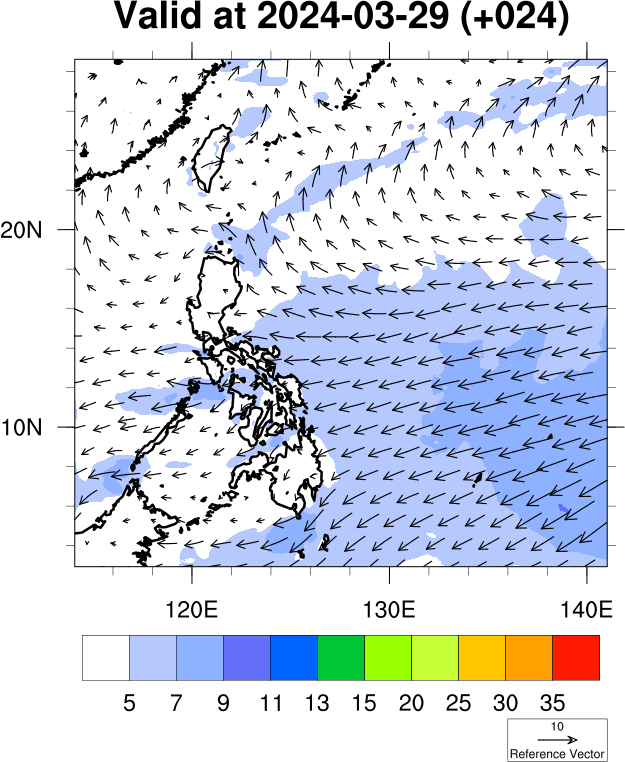 Valid at 2024-03-29 (+024)
20N
10N
120E 130E 140E
5 7 9 11 13 15 20 25 30 35
10
Reference Vector